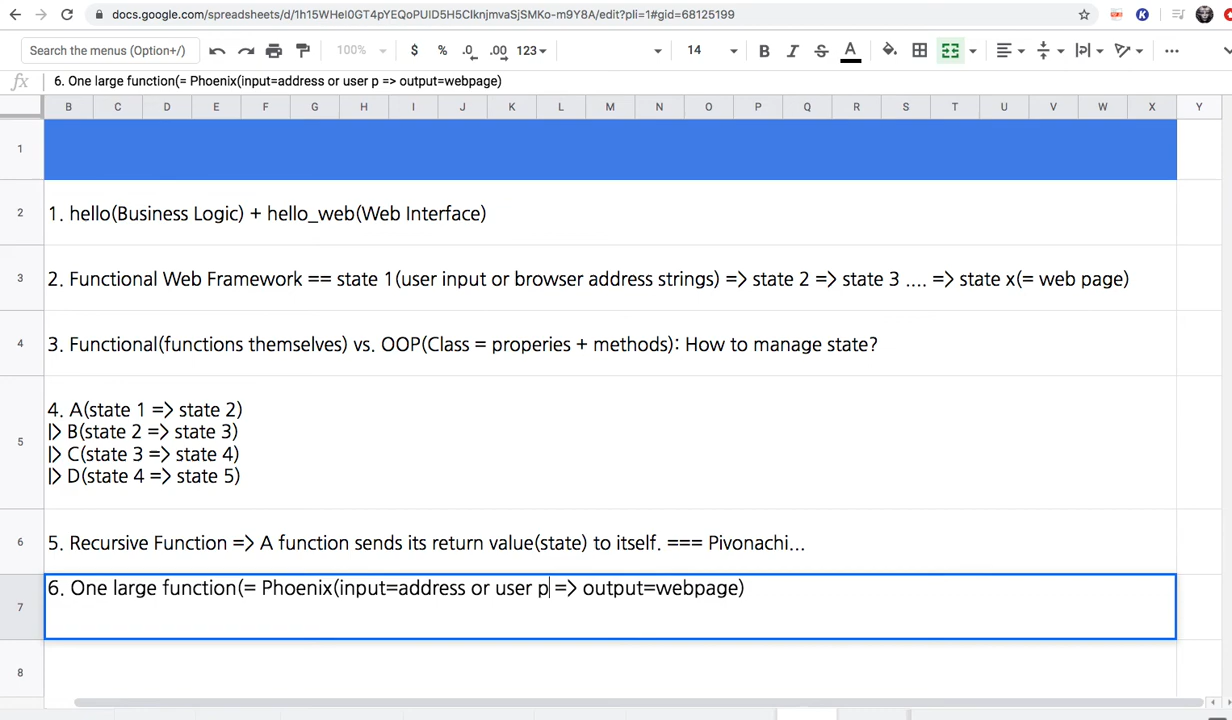 docs.google.com/spreadsheets/d/1h15WHeI0GT4pYEQoPUlD5H5CIknjmvaSjSMKo-m9Y8A/edit?pli=1#gid=68125199
Search the menus (Option+/) 100% $ % .0 .00 123 14 B I S A
fx 6. One large function(= Phoenix(input=address or user p => output=webpage)
B C D E F G H I J K L M N O P Q R S T U V W X Y
1
2 1. hello(Business Logic) + hello_web(Web Interface)
3 2. Functional Web Framework == state 1(user input or browser address strings) => state 2 => state 3 .... => state x(= web page)
4 3. Functional(functions themselves) vs. OOP(Class = properies + methods): How to manage state?
4. A(state 1 => state 2)
|> B(state 2 => state 3)
5
|> C(state 3 => state 4)
|> D(state 4 => state 5)
6 5. Recursive Function => A function sends its return value(state) to itself. === Pivonachi...
6. One large function(= Phoenix(input=address or user p => output=webpage)
7
8